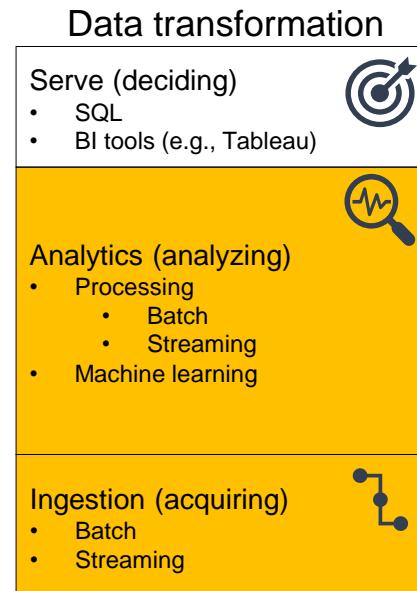 Data transformation
Serve (deciding)
• SQL
• BI tools (e.g., Tableau)
Analytics (analyzing)
• Processing
• Batch
• Streaming
• Machine learning
Ingestion (acquiring)
• Batch
• Streaming